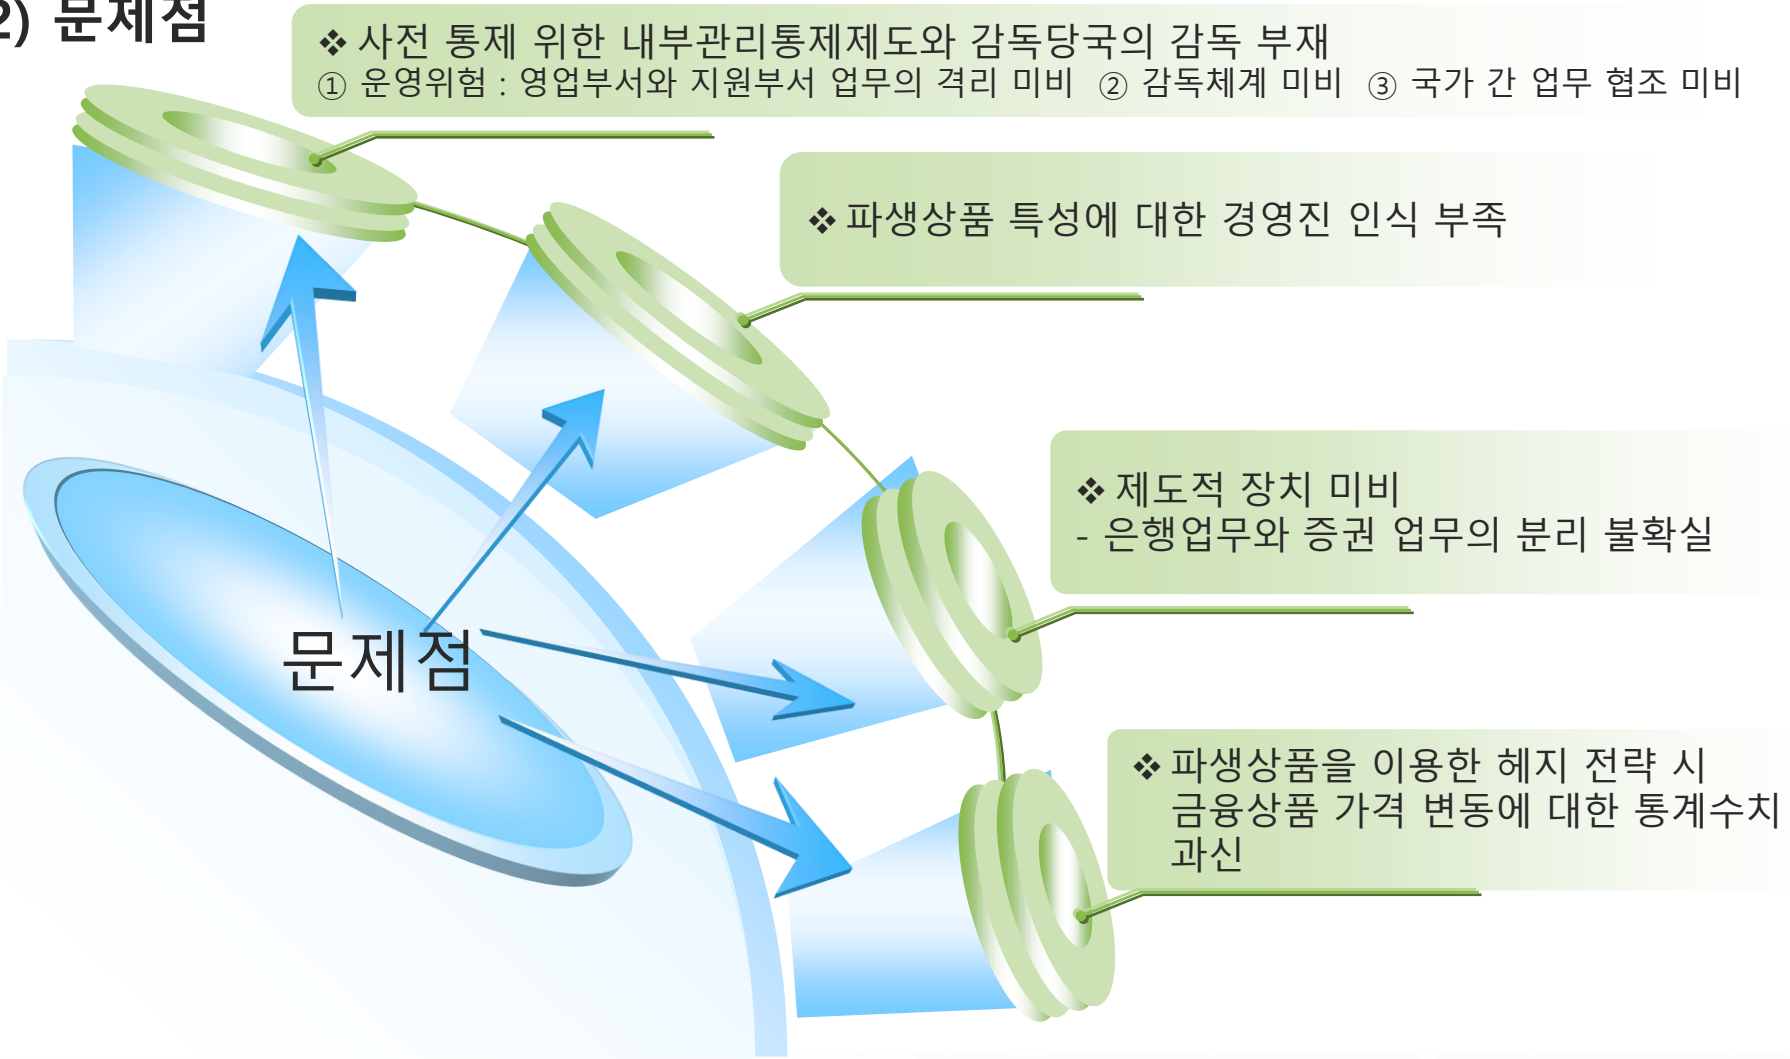 2) 문제점
❖ 사전 통제 위한 내부관리통제제도와 감독당국의 감독 부재
① 운영위험 : 영업부서와 지원부서 업무의 격리 미비 ② 감독체계 미비 ③ 국가 간 업무 협조 미비
❖ 파생상품 특성에 대한 경영진 인식 부족
❖ 제도적 장치 미비
- 은행업무와 증권 업무의 분리 불확실
문제점
❖ 파생상품을 이용한 헤지 전략 시
금융상품 가격 변동에 대한 통계수치
과신